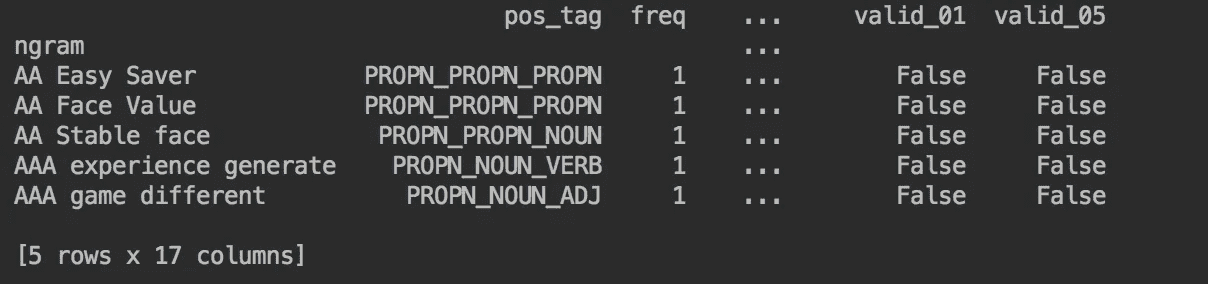 pos_tag freq ... valid_01 valid_05
ngram ...
AA Easy Saver PROPN_PROPN_PROPN 1 ... False False
AA Face Value PROPN_PROPN_PROPN 1 ... False False
AA Stable face PROPN_PROPN_NOUN 1 ... False False
AAA experience generate PROPN_NOUN_VERB 1 ... False False
AAA game different PROPN_NOUN_ADJ 1 ... False False
[5 rows x 17 columns]